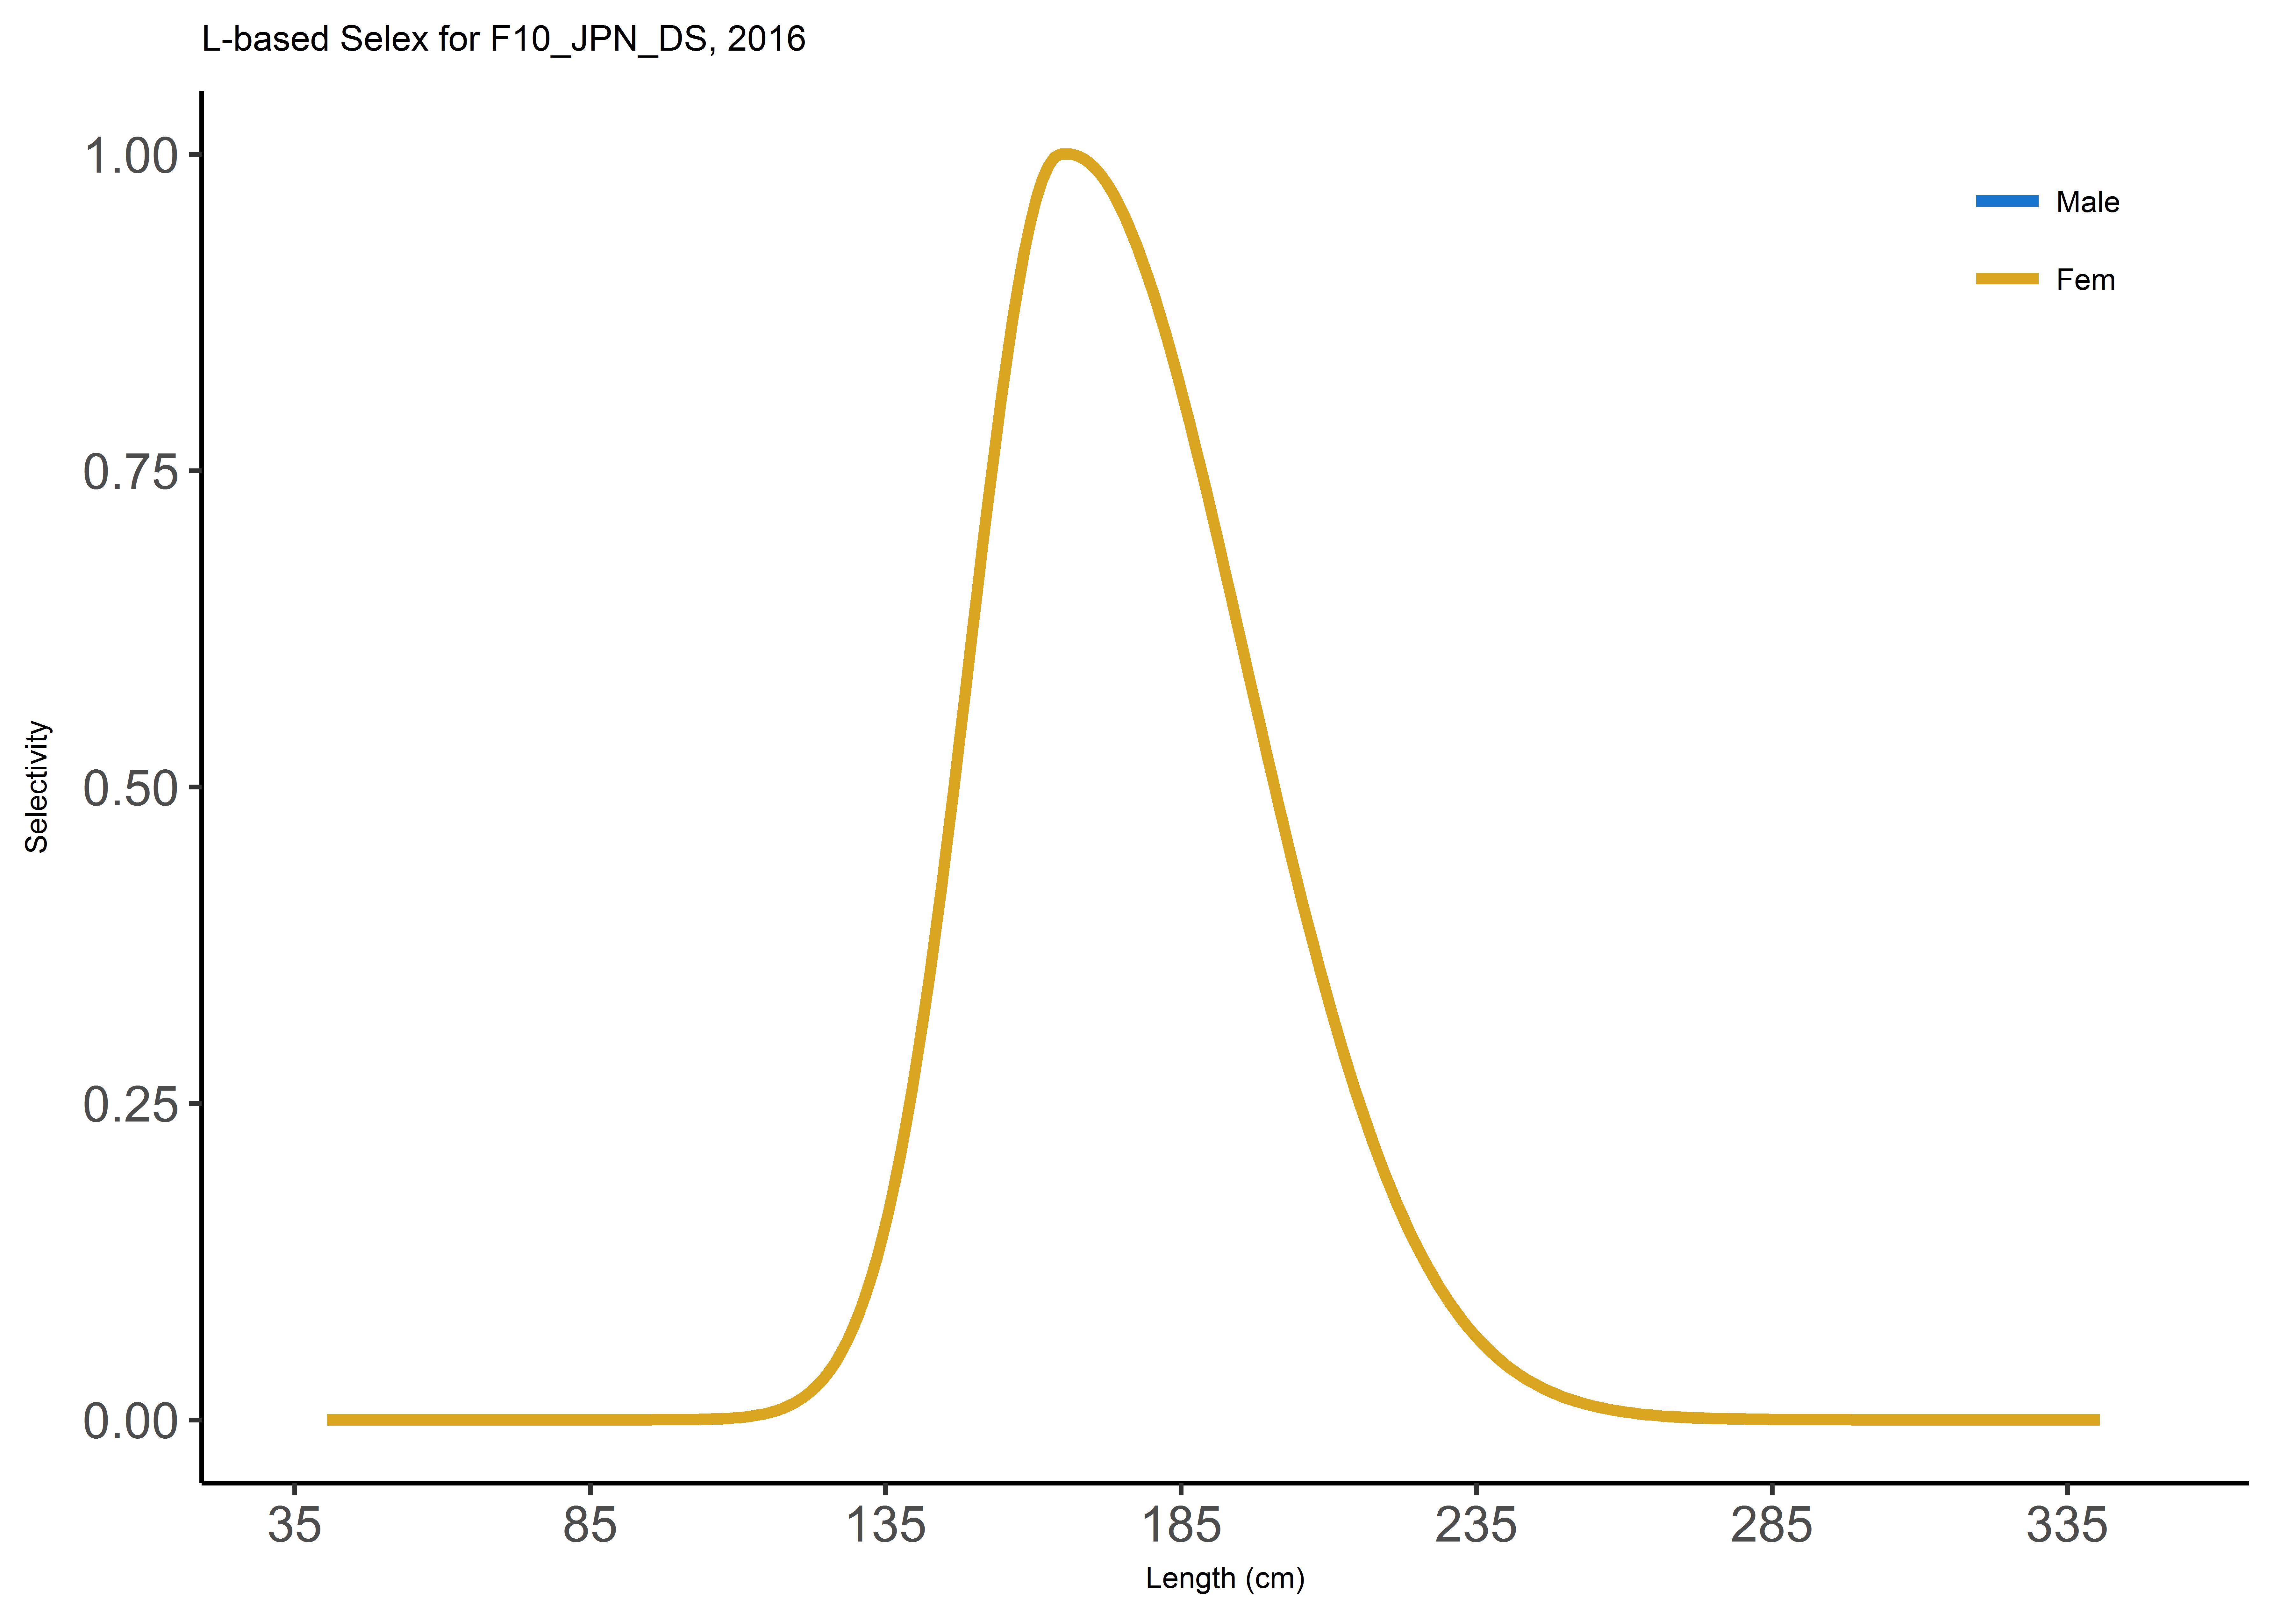 L-based Selex for F10_JPN_DS, 2016
1.00
0.75
0.50
0.25
0.00
Selectivity
Male
Fem
35 85 135 185 235 285 335
Length (cm)